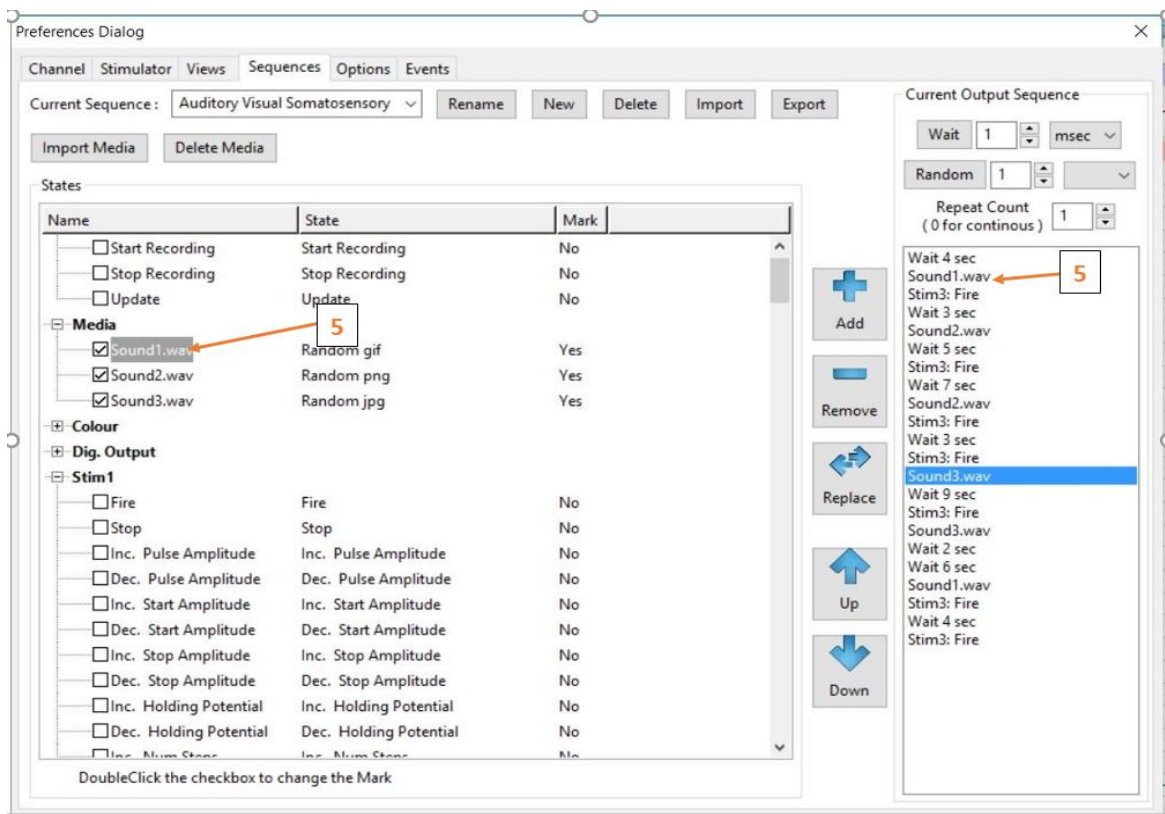 Preferences Dialog
Channel Stimulator Views Sequences Options Events
Current Sequence : Auditory Visual Somatosensory Rename New Delete Import Export
Import Media Delete Media
States
Name State Mark
Start Recording Start Recording No
Stop Recording Stop Recording No
Update Update No
Media
5
Sound1.wav Random gif Yes
Sound2.wav Random png Yes
Sound3.wav Random jpg Yes
Colour
Dig. Output
Stim1
Fire Fire No
Stop Stop No
Inc. Pulse Amplitude Inc. Pulse Amplitude No
Dec. Pulse Amplitude Dec. Pulse Amplitude No
Inc. Start Amplitude Inc. Start Amplitude No
Dec. Start Amplitude Dec. Start Amplitude No
Inc. Stop Amplitude Inc. Stop Amplitude No
Dec. Stop Amplitude Dec. Stop Amplitude No
Inc. Holding Potential Inc. Holding Potential No
Dec. Holding Potential Dec. Holding Potential No
Inc. Num Steps Inc. Num Steps No
DoubleClick the checkbox to change the Mark
Add
Remove
Replace
Up
Down
Current Output Sequence
Wait 1 msec
Random 1
Repeat Count
( 0 for continous ) 1
Wait 4 sec
Sound1.wav 5
Stim3: Fire
Wait 3 sec
Sound2.wav
Wait 5 sec
Stim3: Fire
Wait 7 sec
Sound2.wav
Stim3: Fire
Wait 3 sec
Stim3: Fire
Sound3.wav
Wait 9 sec
Stim3: Fire
Sound3.wav
Wait 2 sec
Wait 6 sec
Sound1.wav
Stim3: Fire
Wait 4 sec
Stim3: Fire